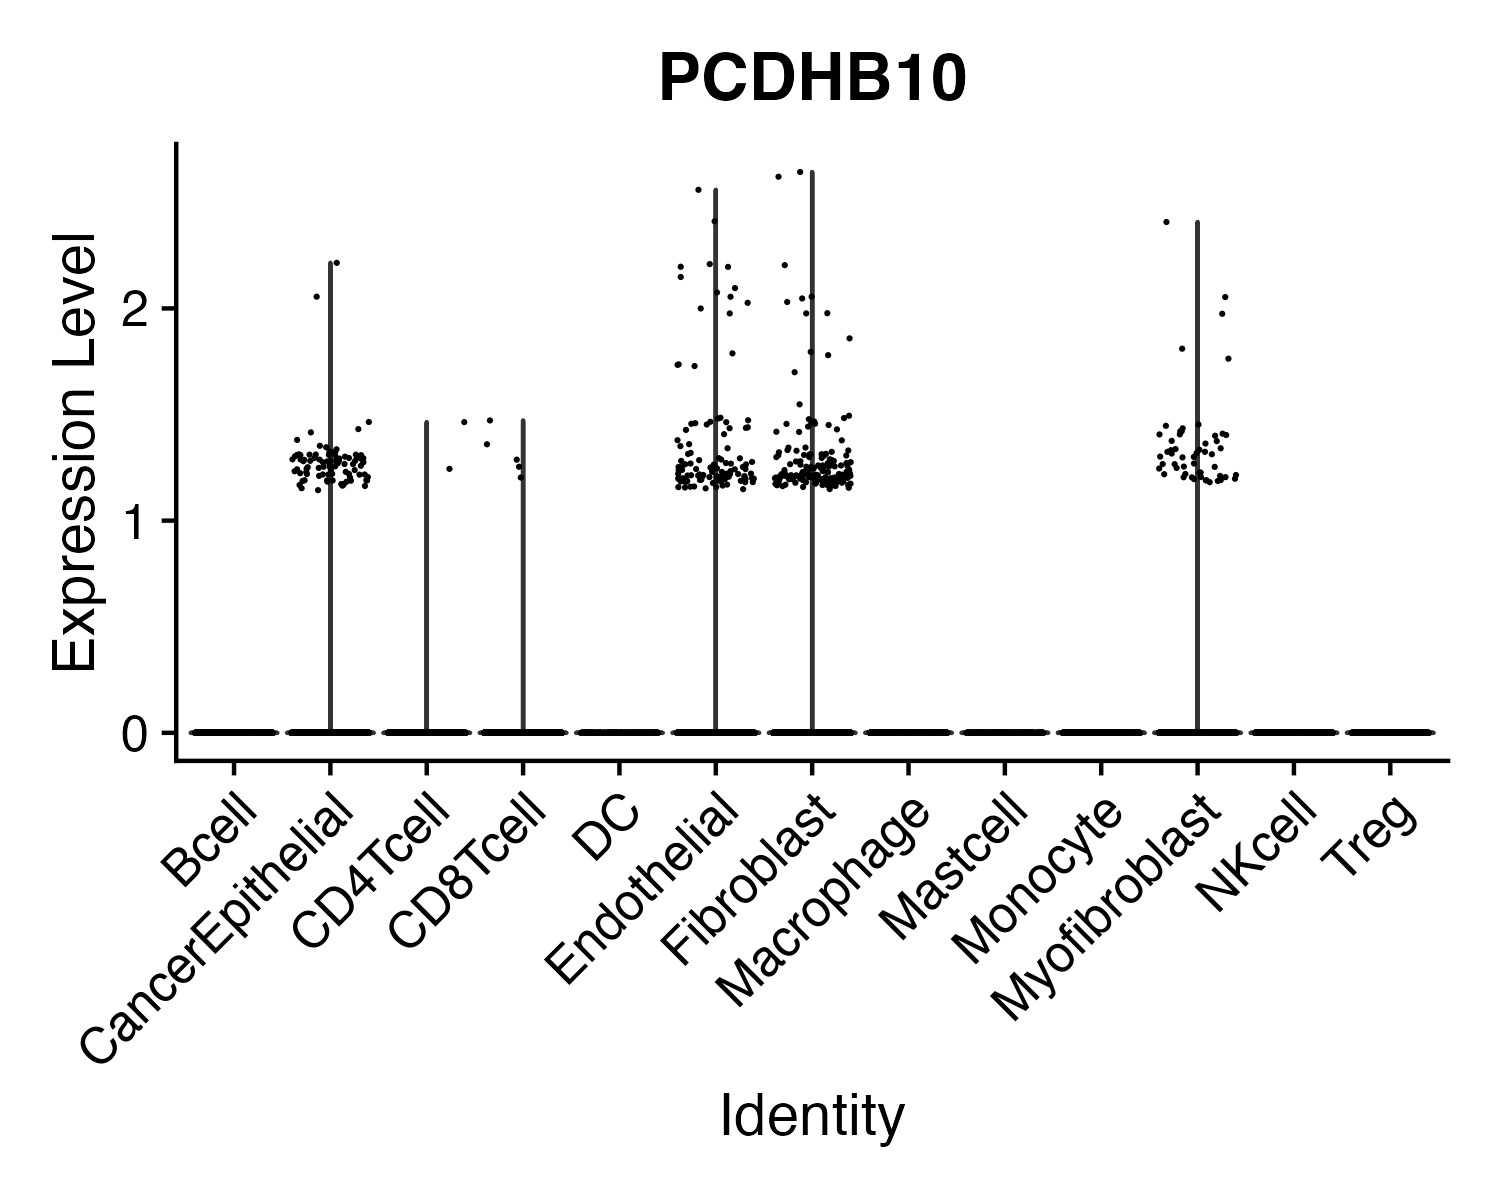 PCDHB10
Expression Level
2
1
0
Bcell
CancerEpithelial
CD4Tcell
CD8Tcell
DC
Endothelial
Fibroblast
Macrophage
Mastcell
Monocyte
Myofibroblast
NKcell
Treg
Identity